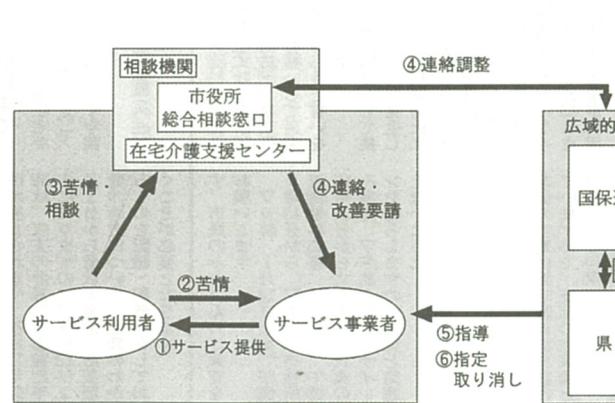 相談機関
市役所
総合相談窓口
在宅介護支援センター
④連絡調整
広域的
国保
県
③苦情・
相談
④連絡・
改善要請
②苦情
サービス利用者
サービス事業者
①サービス提供
⑤指導
⑥指定
取り消し